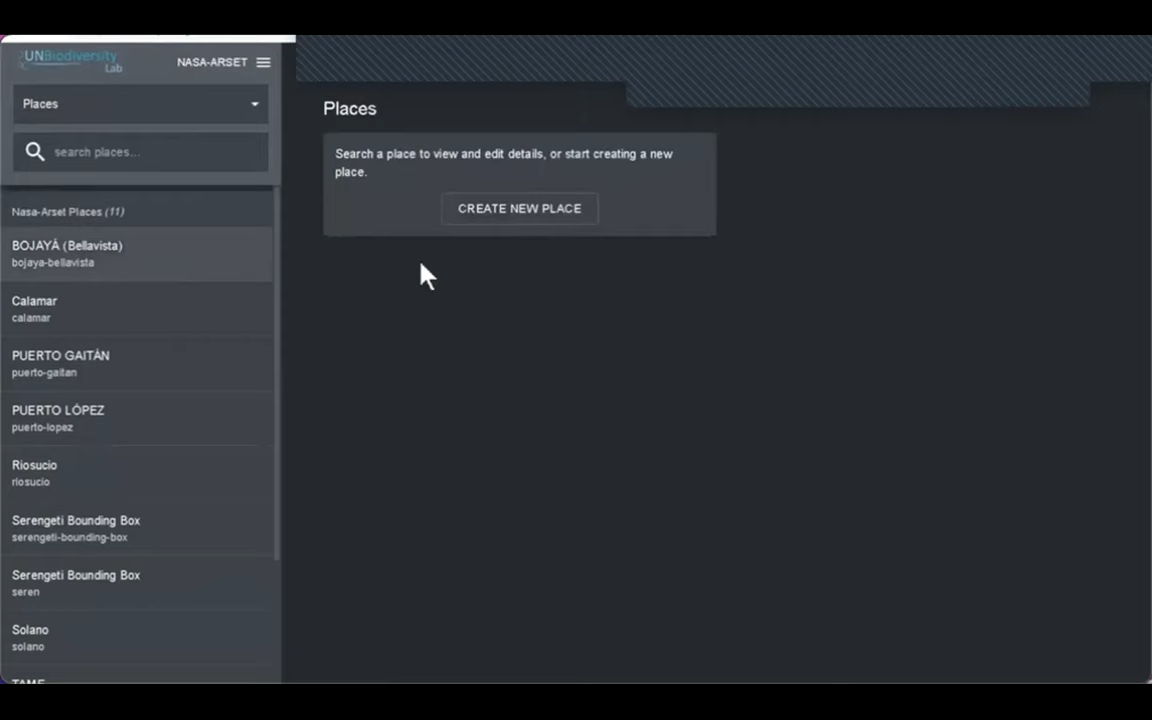 UNBiodiversity
Lab
NASA-ARSET
Places
search places...
Nasa-Arset Places (11)
BOJAYÁ (Bellavista)
bojaya-bellavista
Calamar
calamar
PUERTO GAITÁN
puerto-gaitan
PUERTO LÓPEZ
puerto-lopez
Riosucio
riosucio
Serengeti Bounding Box
serengeti-bounding-box
Serengeti Bounding Box
seren
Solano
solano
TAME
Places
Search a place to view and edit details, or start creating a new
place.
CREATE NEW PLACE